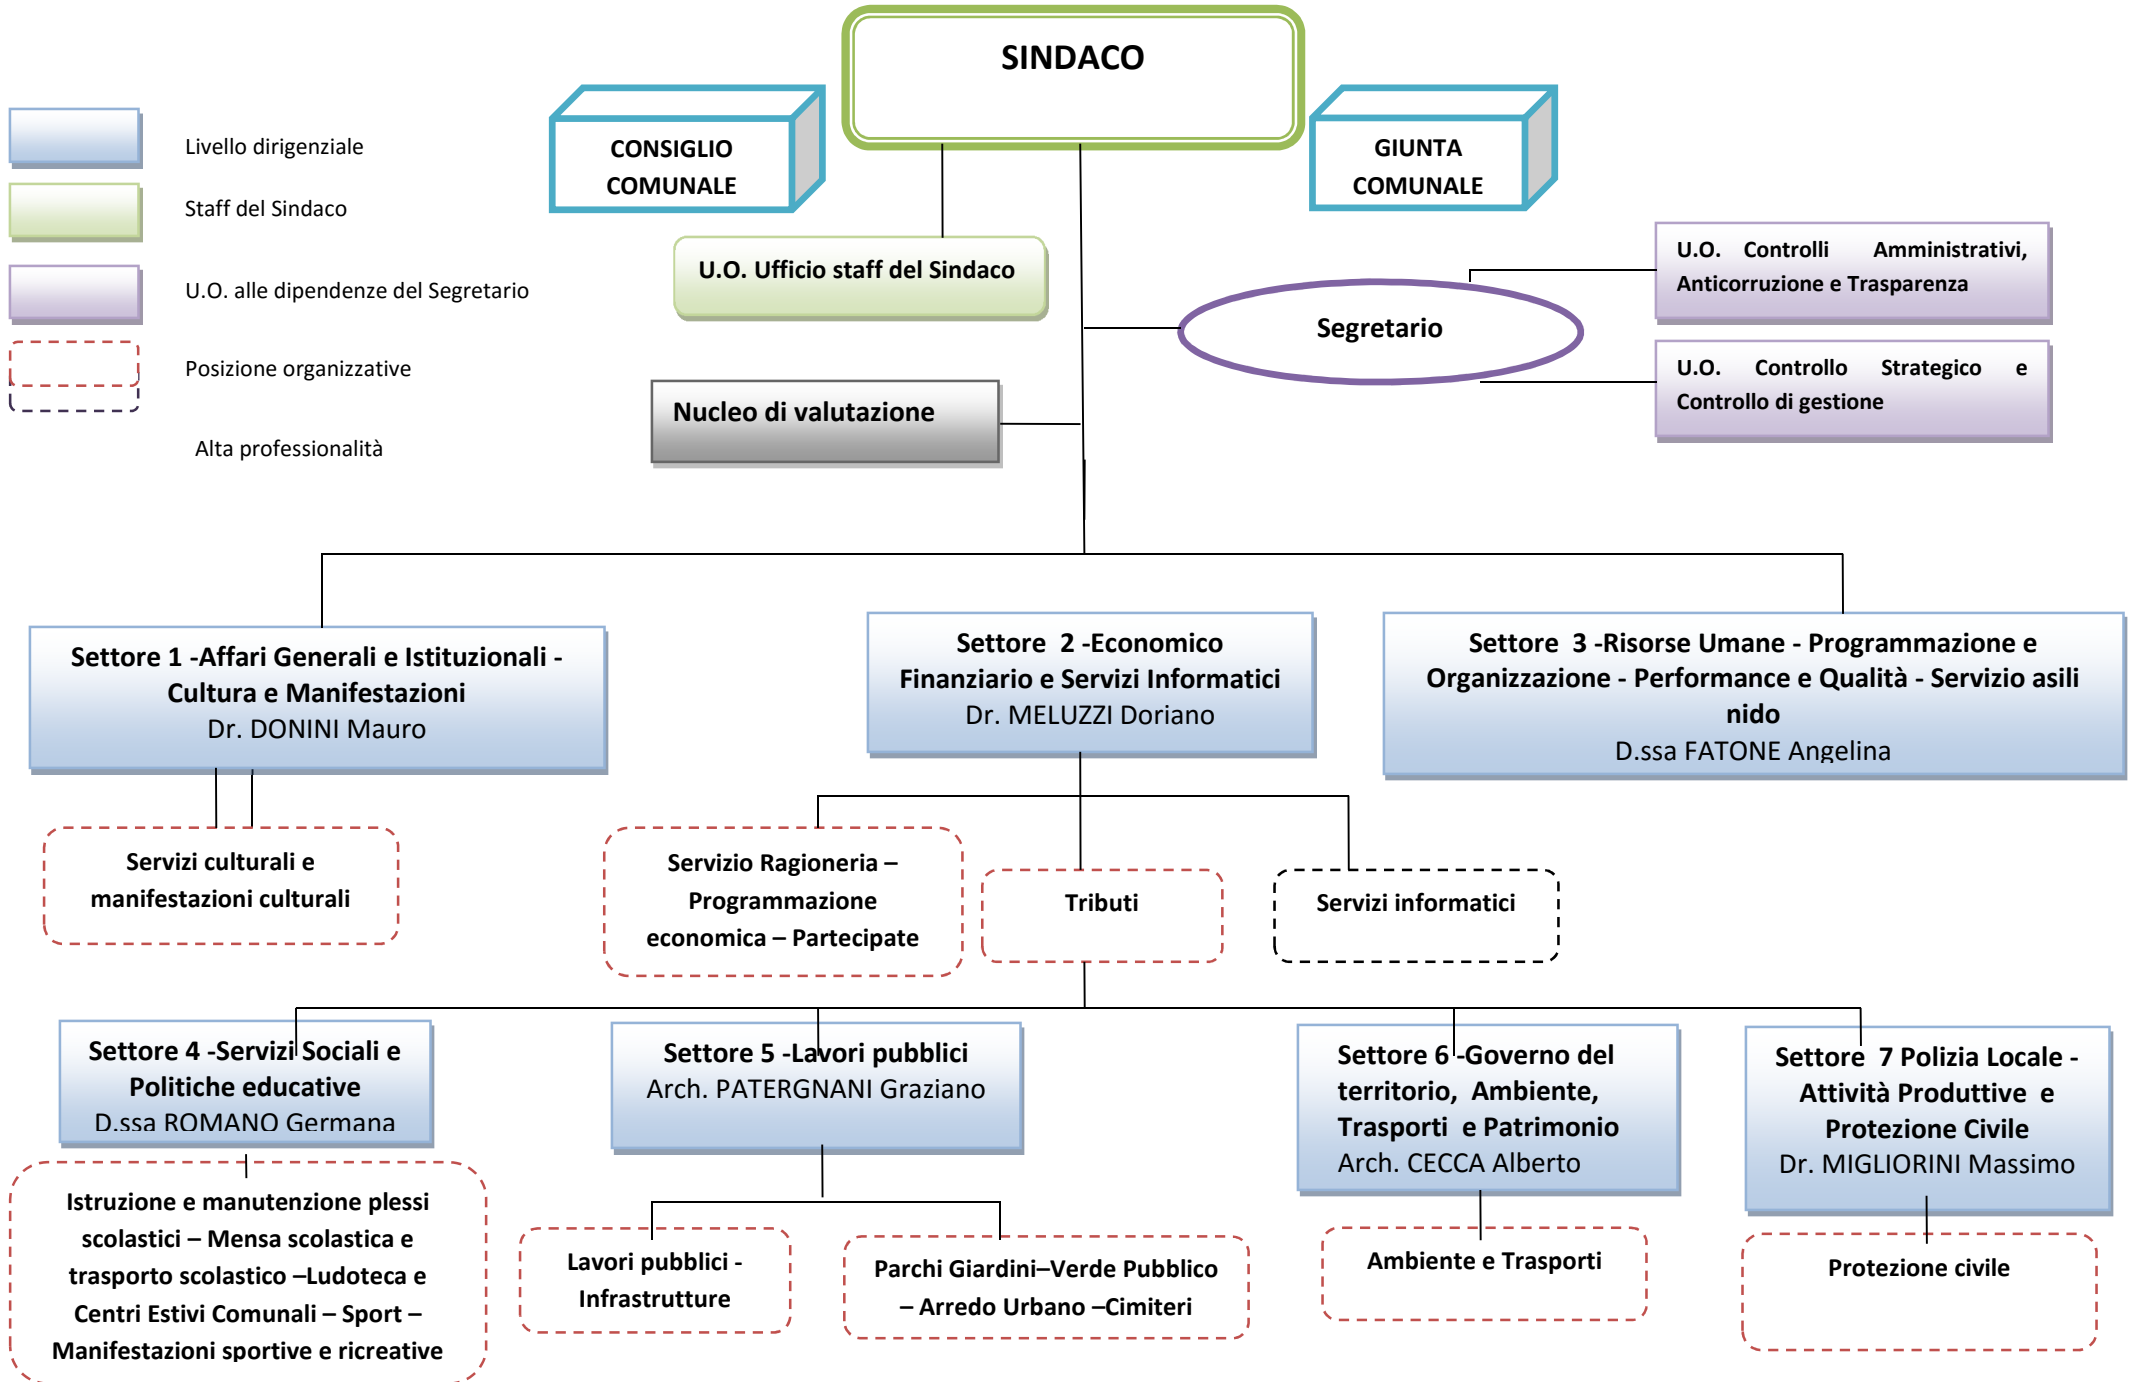 SINDACO
CONSIGLIO
COMUNALE
GIUNTA
COMUNALE
Livello dirigenziale
Staff del Sindaco
U.O. alle dipendenze del Segretario
Posizione organizzative
Alta professionalità
U.O. Ufficio staff del Sindaco
Segretario
U.O. Controlli Amministrativi,
Anticorruzione e Trasparenza
U.O. Controllo Strategico e
Controllo di gestione
Nucleo di valutazione
Settore 1 -Affari Generali e Istituzionali -
Cultura e Manifestazioni
Dr. DONINI Mauro
Settore 2 -Economico
Finanziario e Servizi Informatici
Dr. MELUZZI Doriano
Settore 3 -Risorse Umane - Programmazione e
Organizzazione - Performance e Qualità - Servizio asili
nido
D.ssa FATONE Angelina
Servizi culturali e
manifestazioni culturali
Servizio Ragioneria –
Programmazione
economica – Partecipate
Tributi
Servizi informatici
Settore 4 -Servizi Sociali e
Politiche educative
D.ssa ROMANO Germana
Settore 5 -Lavori pubblici
Arch. PATERGNANI Graziano
Settore 6 -Governo del
territorio, Ambiente,
Trasporti e Patrimonio
Arch. CECCA Alberto
Settore 7 Polizia Locale -
Attività Produttive e
Protezione Civile
Dr. MIGLIORINI Massimo
Istruzione e manutenzione plessi
scolastici – Mensa scolastica e
trasporto scolastico –Ludoteca e
Centri Estivi Comunali – Sport –
Manifestazioni sportive e ricreative
Lavori pubblici -
Infrastrutture
Parchi Giardini–Verde Pubblico
– Arredo Urbano –Cimiteri
Ambiente e Trasporti
Protezione civile